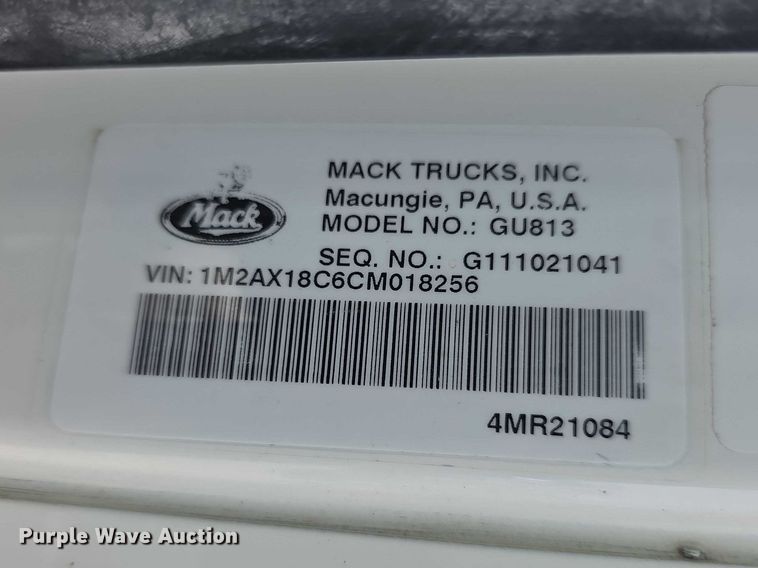 Mack
MACK TRUCKS, INC.
Macungie, PA, U.S.A.
MODEL NO.: GU813
SEQ. NO.: G111021041
VIN: 1M2AX18C6CM018256
4MR21084
Purple Wave Auction